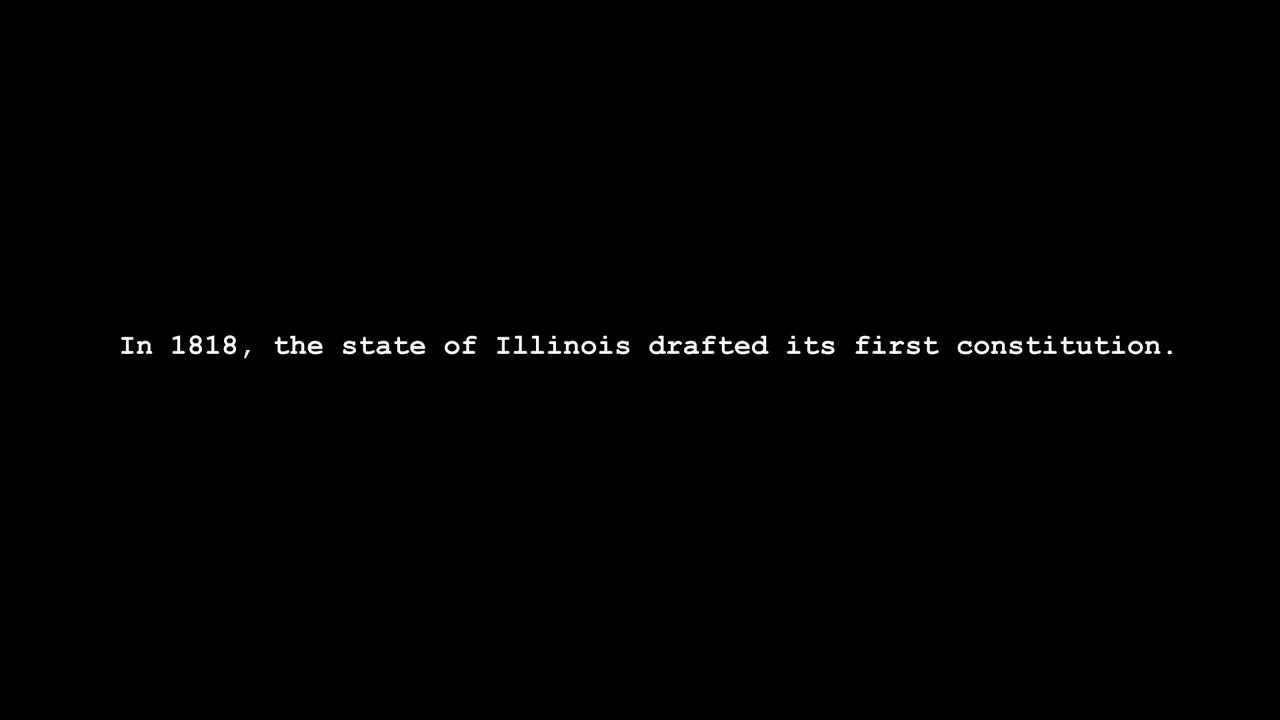 In 1818, the state of Illinois drafted its first constitution.